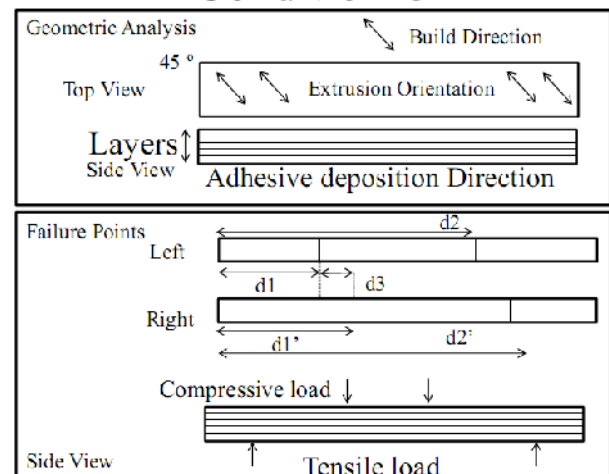 Geometric Analysis
Build Direction
45 º
Top View
Extrusion Orientation
Layers
Side View
Adhesive deposition Direction
Failure Points
d2
Left
d1
d3
Right
d1’
d2’
Compressive load
Side View
Tensile load